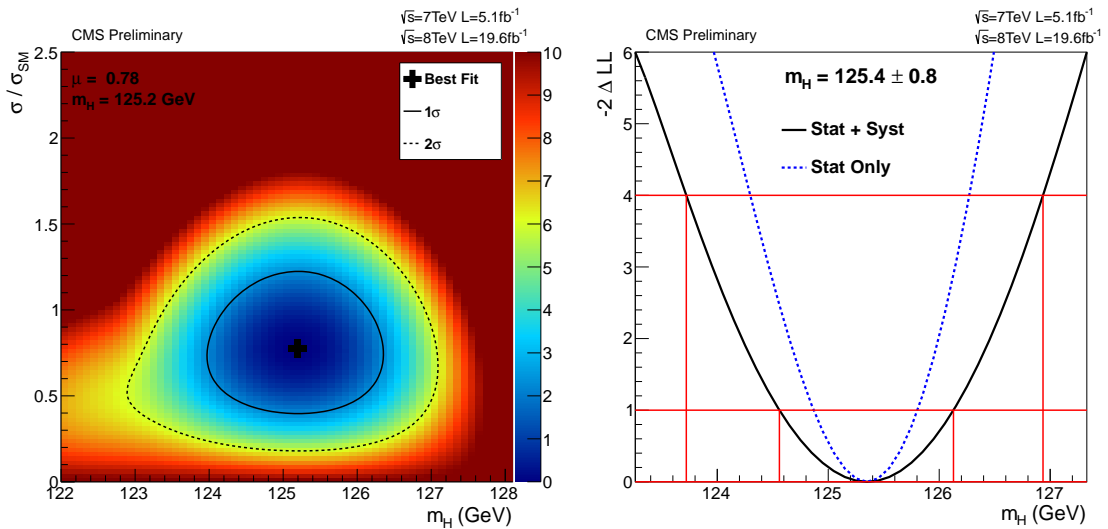 CMS Preliminary
√s=7TeV L=5.1fb⁻¹
√s=8TeV L=19.6fb⁻¹
σ / σ_SM
2.5
2
1.5
1
0.5
0
μ = 0.78
m_H = 125.2 GeV
Best Fit
1σ
2σ
10
9
8
7
6
5
4
3
2
1
0
122 123 124 125 126 127 128
m_H (GeV)
CMS Preliminary
√s=7TeV L=5.1fb⁻¹
√s=8TeV L=19.6fb⁻¹
-2 Δ LL
6
5
4
3
2
1
0
m_H = 125.4 ± 0.8
Stat + Syst
Stat Only
124 125 126 127
m_H (GeV)